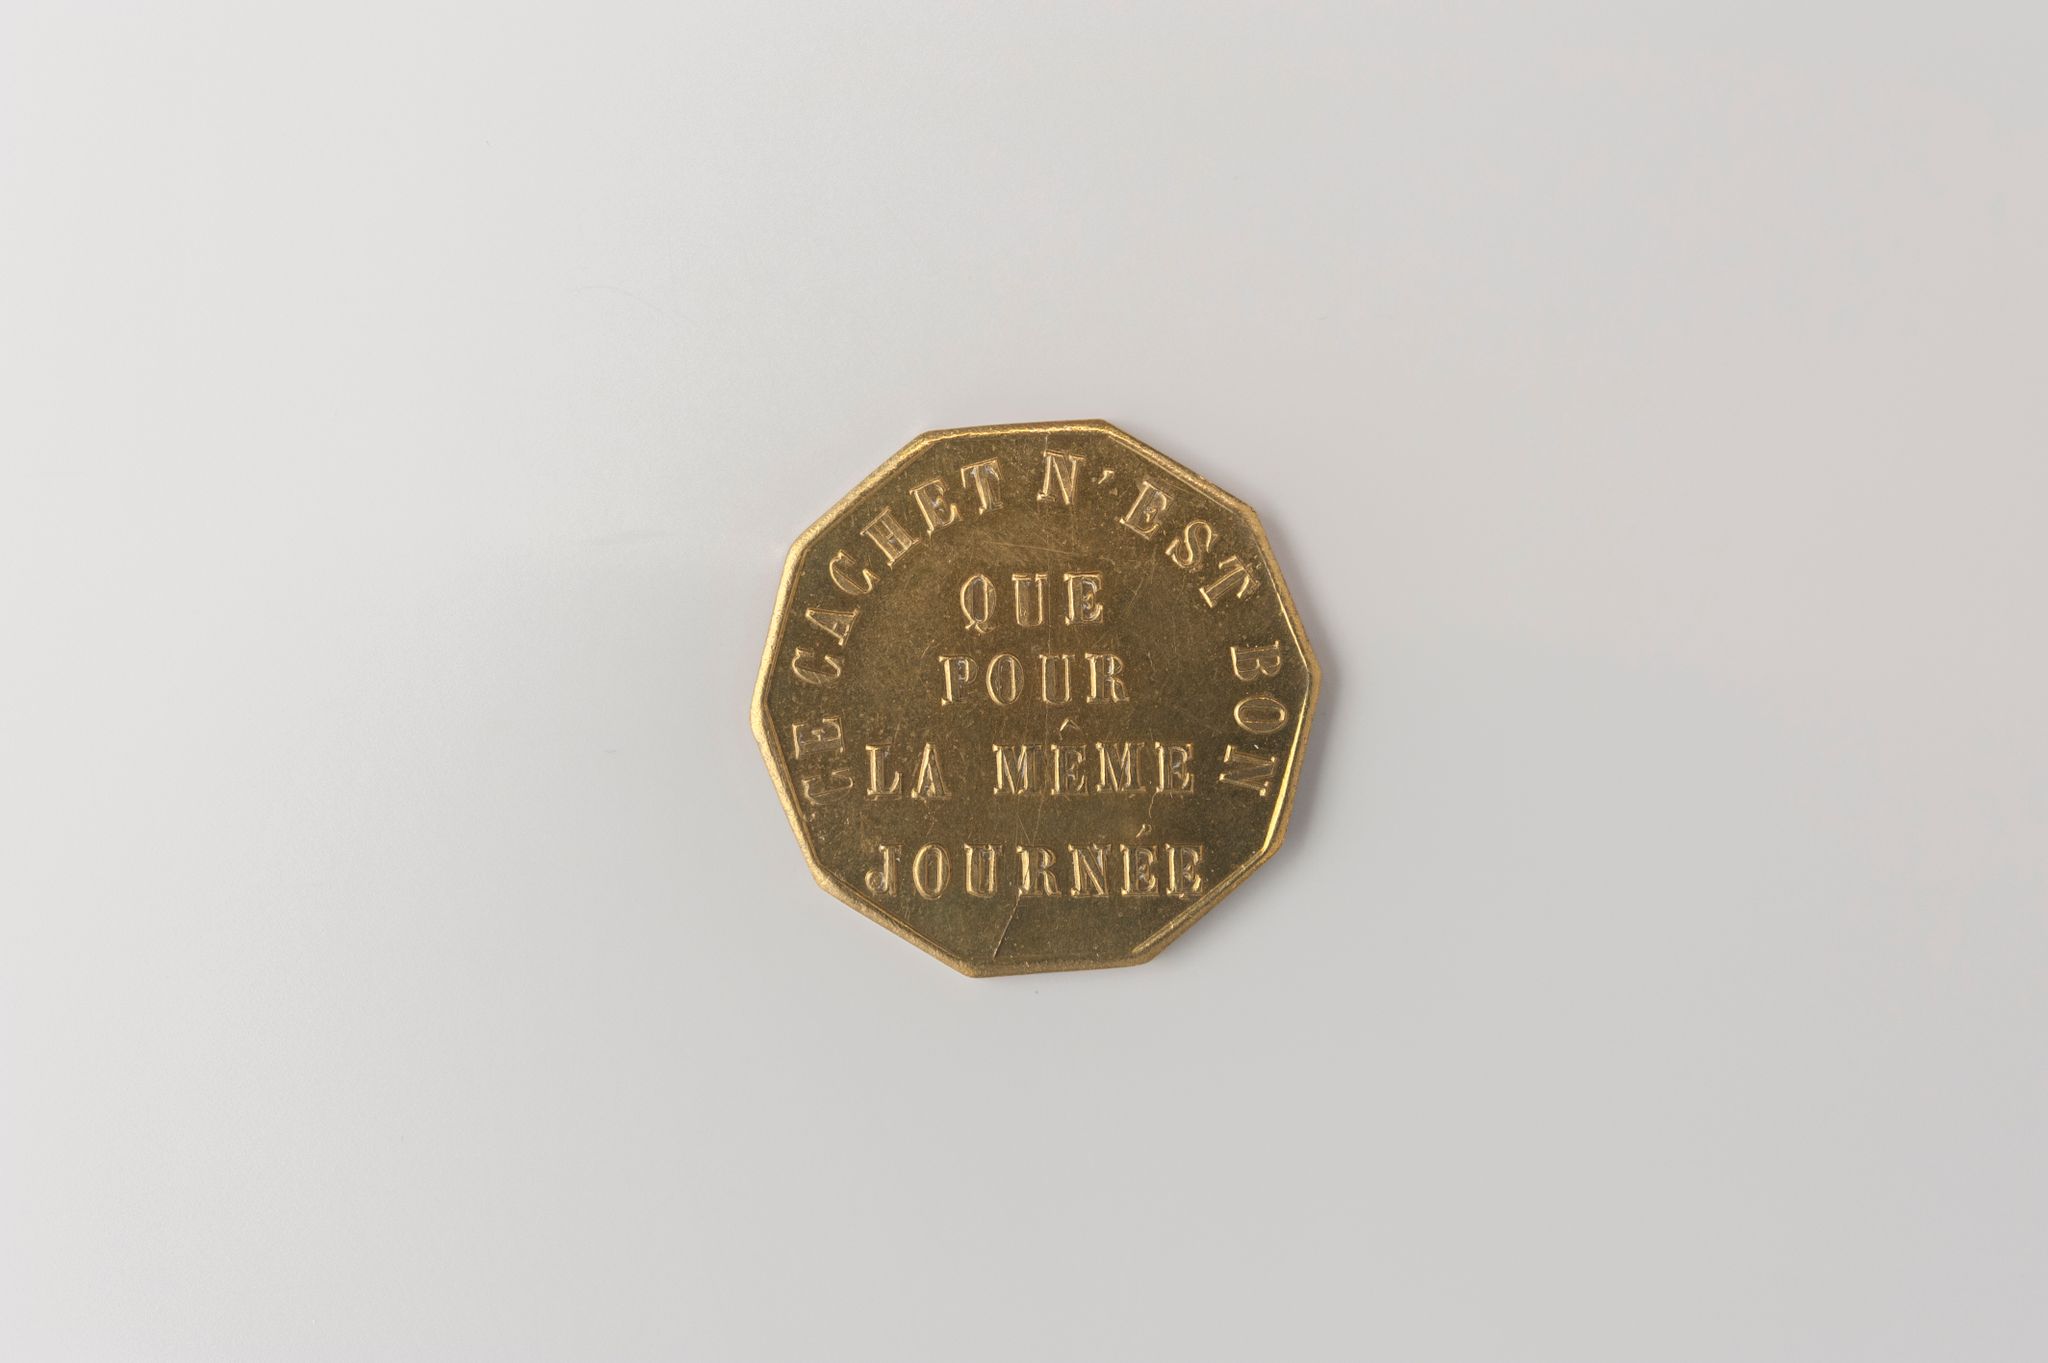 CE CACHET N'EST BON
QUE
POUR
LA MÊME
JOURNÉE